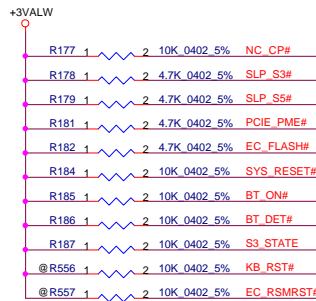 +3VALW
R177 1 2 10K_0402_5% NC_CP#
R178 1 2 4.7K_0402_5% SLP_S3#
R179 1 2 4.7K_0402_5% SLP_S5#
R181 1 2 4.7K_0402_5% PCIE_PME#
R182 1 2 4.7K_0402_5% EC_FLASH#
R184 1 2 10K_0402_5% SYS_RESET#
R185 1 2 10K_0402_5% BT_ON#
R186 1 2 10K_0402_5% BT_DET#
R187 1 2 10K_0402_5% S3_STATE
@ R556 1 2 10K_0402_5% KB_RST#
@ R557 1 2 10K_0402_5% EC_RSMRST#